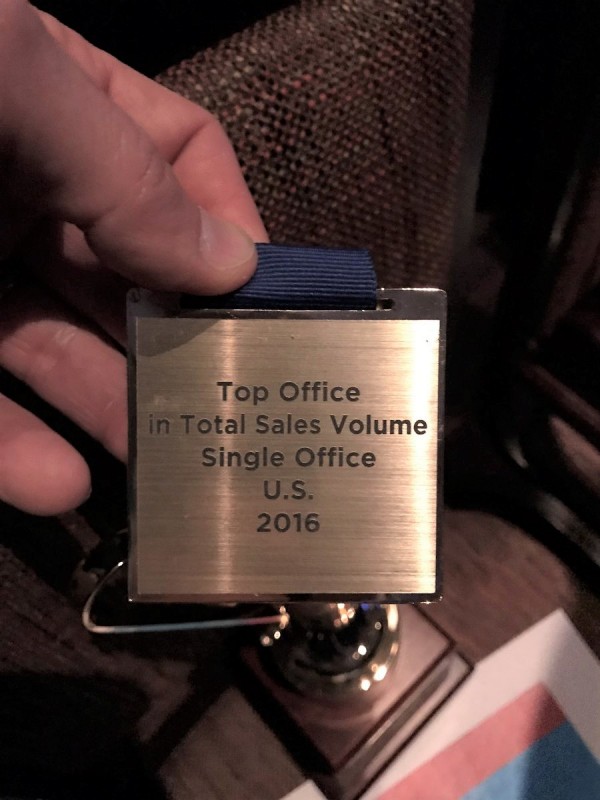 Top Office
in Total Sales Volume
Single Office
U.S.
2016